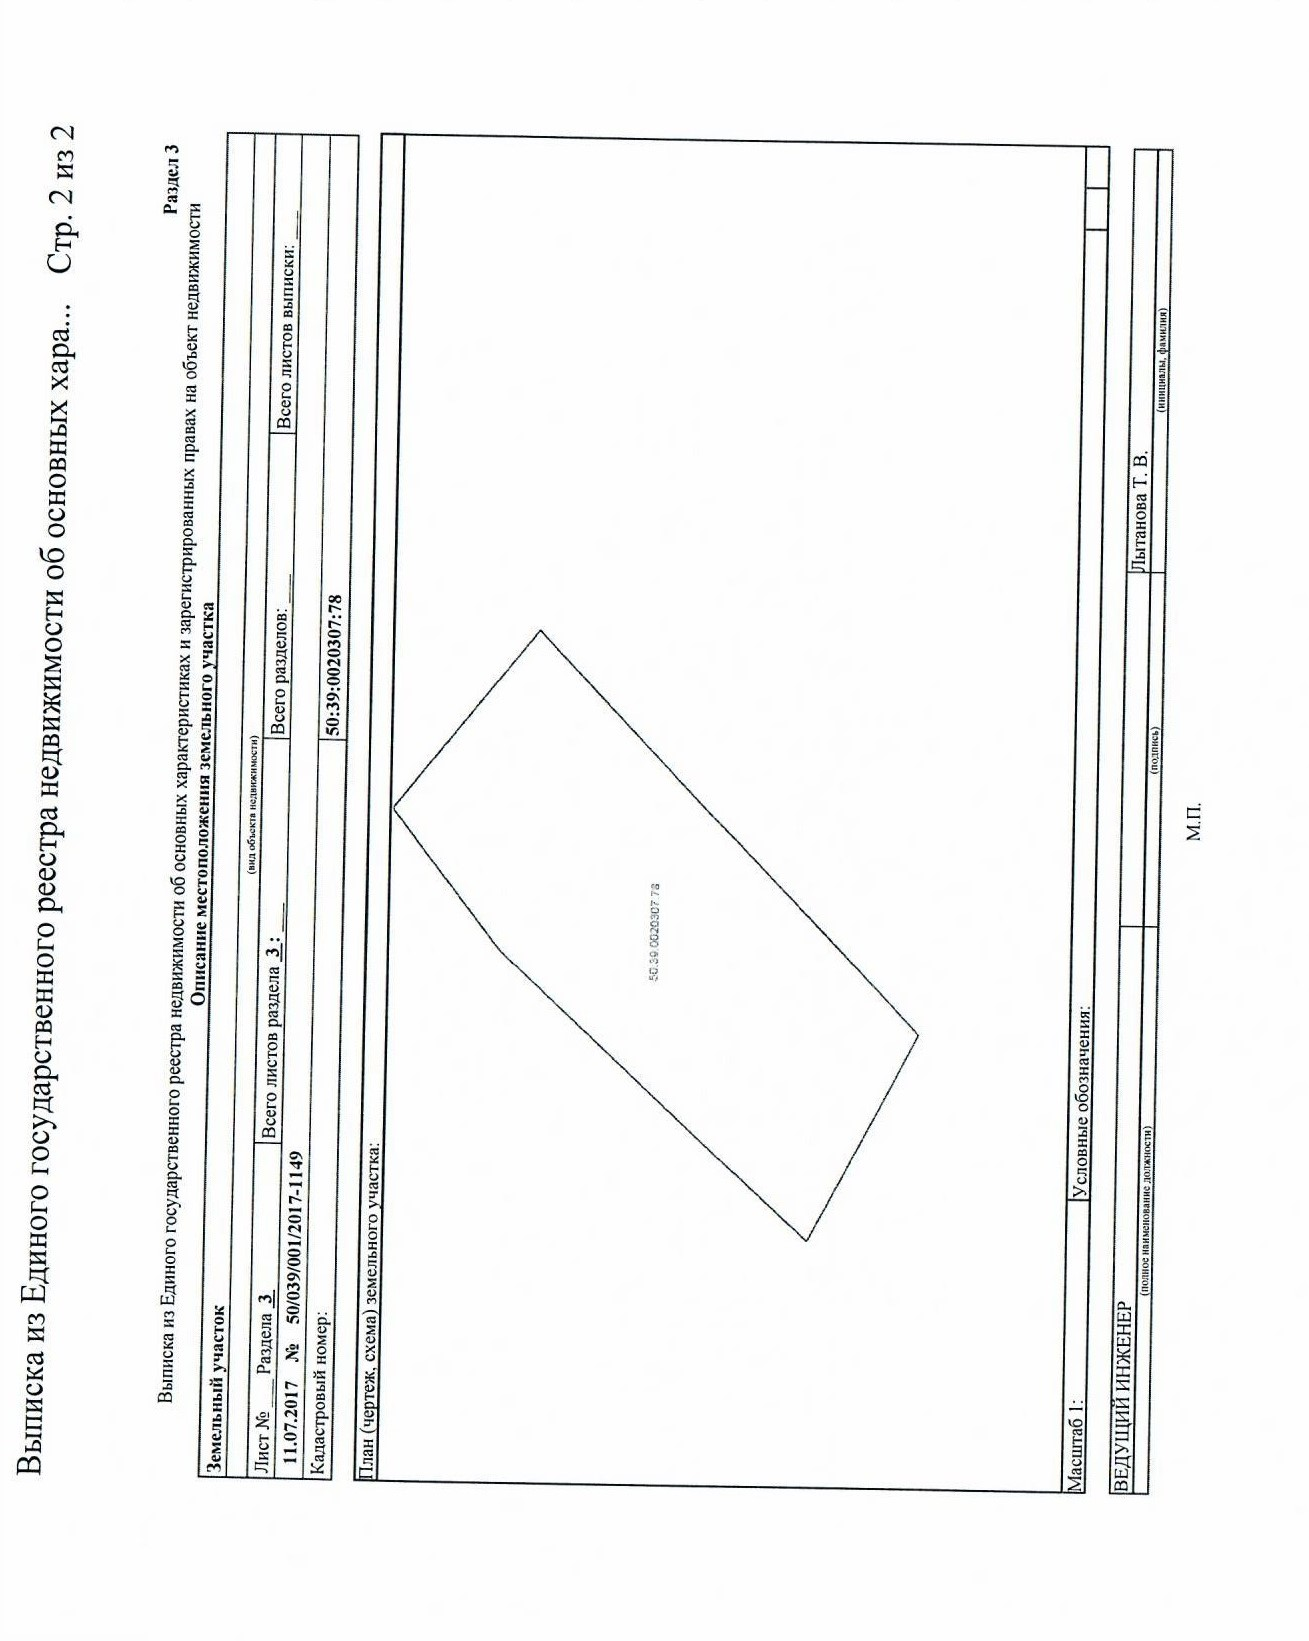 Выписка из Единого государственного реестра недвижимости об основных хара... Стр. 2 из 2
Раздел 3
Выписка из Единого государственного реестра недвижимости об основных характеристиках и зарегистрированных правах на объект недвижимости
Описание местоположения земельного участка
Земельный участок
(вид объекта недвижимости)
Лист № ___ Раздела 3 Всего листов раздела 3 : ___ Всего разделов: ___ Всего листов выписки: ___
11.07.2017 № 50/039/001/2017-1149
Кадастровый номер: 50:39:0020307:78
План (чертеж, схема) земельного участка:
50:39:0020307:78
Масштаб 1: Условные обозначения:
ВЕДУЩИЙ ИНЖЕНЕР Лытанова Т. В.
(полное наименование должности) (подпись) (инициалы, фамилия)
М.П.